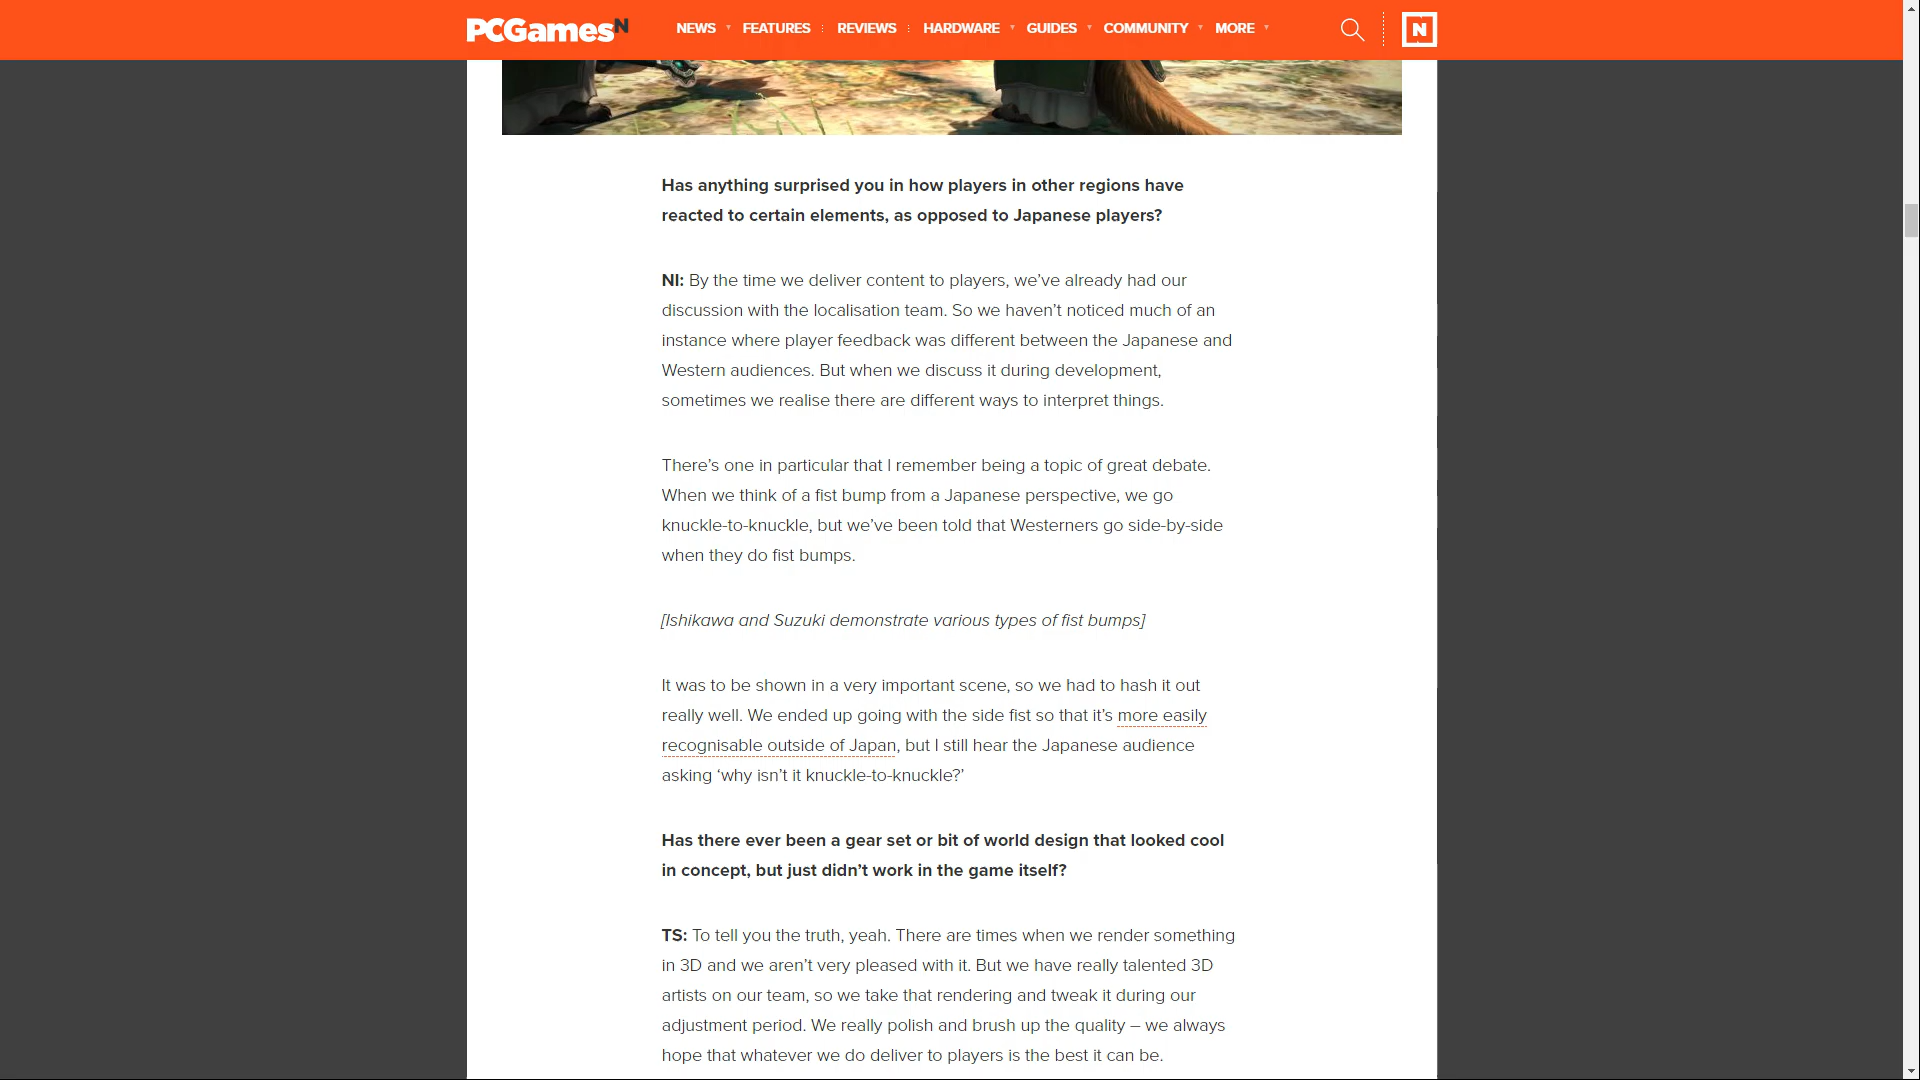 PCGamesN NEWS FEATURES REVIEWS HARDWARE GUIDES COMMUNITY MORE N
Has anything surprised you in how players in other regions have
reacted to certain elements, as opposed to Japanese players?
NI: By the time we deliver content to players, we’ve already had our
discussion with the localisation team. So we haven’t noticed much of an
instance where player feedback was different between the Japanese and
Western audiences. But when we discuss it during development,
sometimes we realise there are different ways to interpret things.
There’s one in particular that I remember being a topic of great debate.
When we think of a fist bump from a Japanese perspective, we go
knuckle-to-knuckle, but we’ve been told that Westerners go side-by-side
when they do fist bumps.
[Ishikawa and Suzuki demonstrate various types of fist bumps]
It was to be shown in a very important scene, so we had to hash it out
really well. We ended up going with the side fist so that it’s more easily
recognisable outside of Japan, but I still hear the Japanese audience
asking ‘why isn’t it knuckle-to-knuckle?’
Has there ever been a gear set or bit of world design that looked cool
in concept, but just didn’t work in the game itself?
TS: To tell you the truth, yeah. There are times when we render something
in 3D and we aren’t very pleased with it. But we have really talented 3D
artists on our team, so we take that rendering and tweak it during our
adjustment period. We really polish and brush up the quality – we always
hope that whatever we do deliver to players is the best it can be.